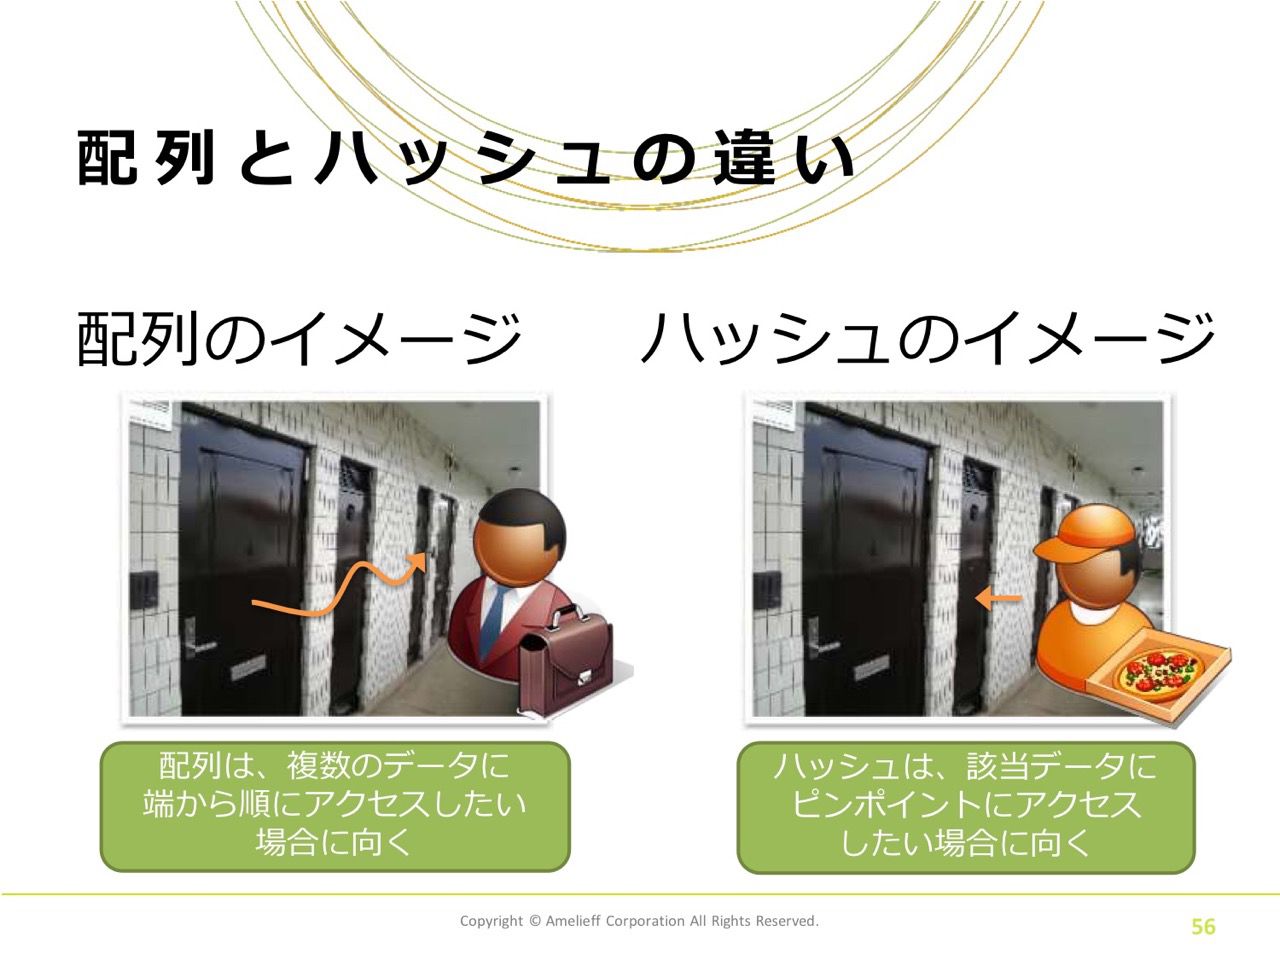 配列とハッシュの違い
配列のイメージ
ハッシュのイメージ
配列は、複数のデータに
端から順にアクセスしたい
場合に向く
ハッシュは、該当データに
ピンポイントにアクセス
したい場合に向く
Copyright © Amelieff Corporation All Rights Reserved.
56